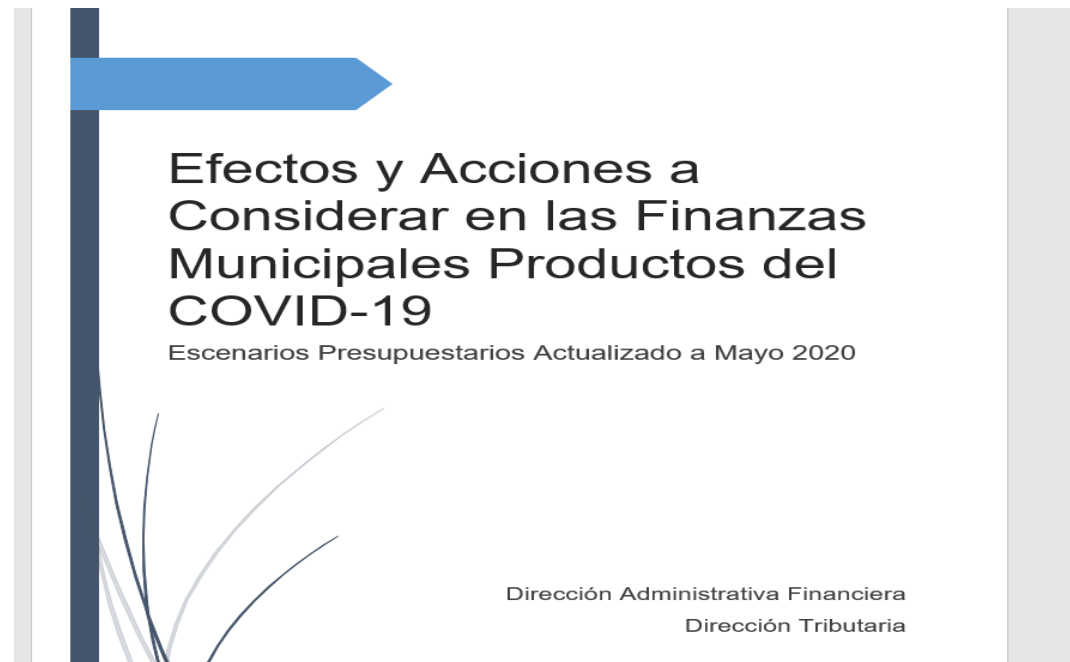 Efectos y Acciones a
Considerar en las Finanzas
Municipales Productos del
COVID-19
Escenarios Presupuestarios Actualizado a Mayo 2020
Dirección Administrativa Financiera
Dirección Tributaria